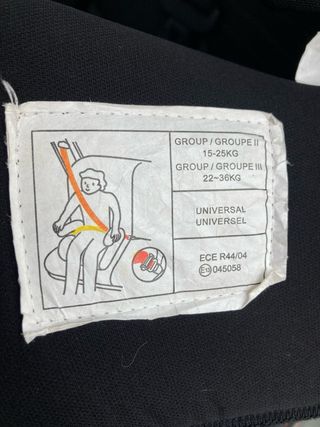 GROUP / GROUPE II
15-25KG
GROUP / GROUPE III
22~36KG
UNIVERSAL
UNIVERSEL
ECE R44/04
045058